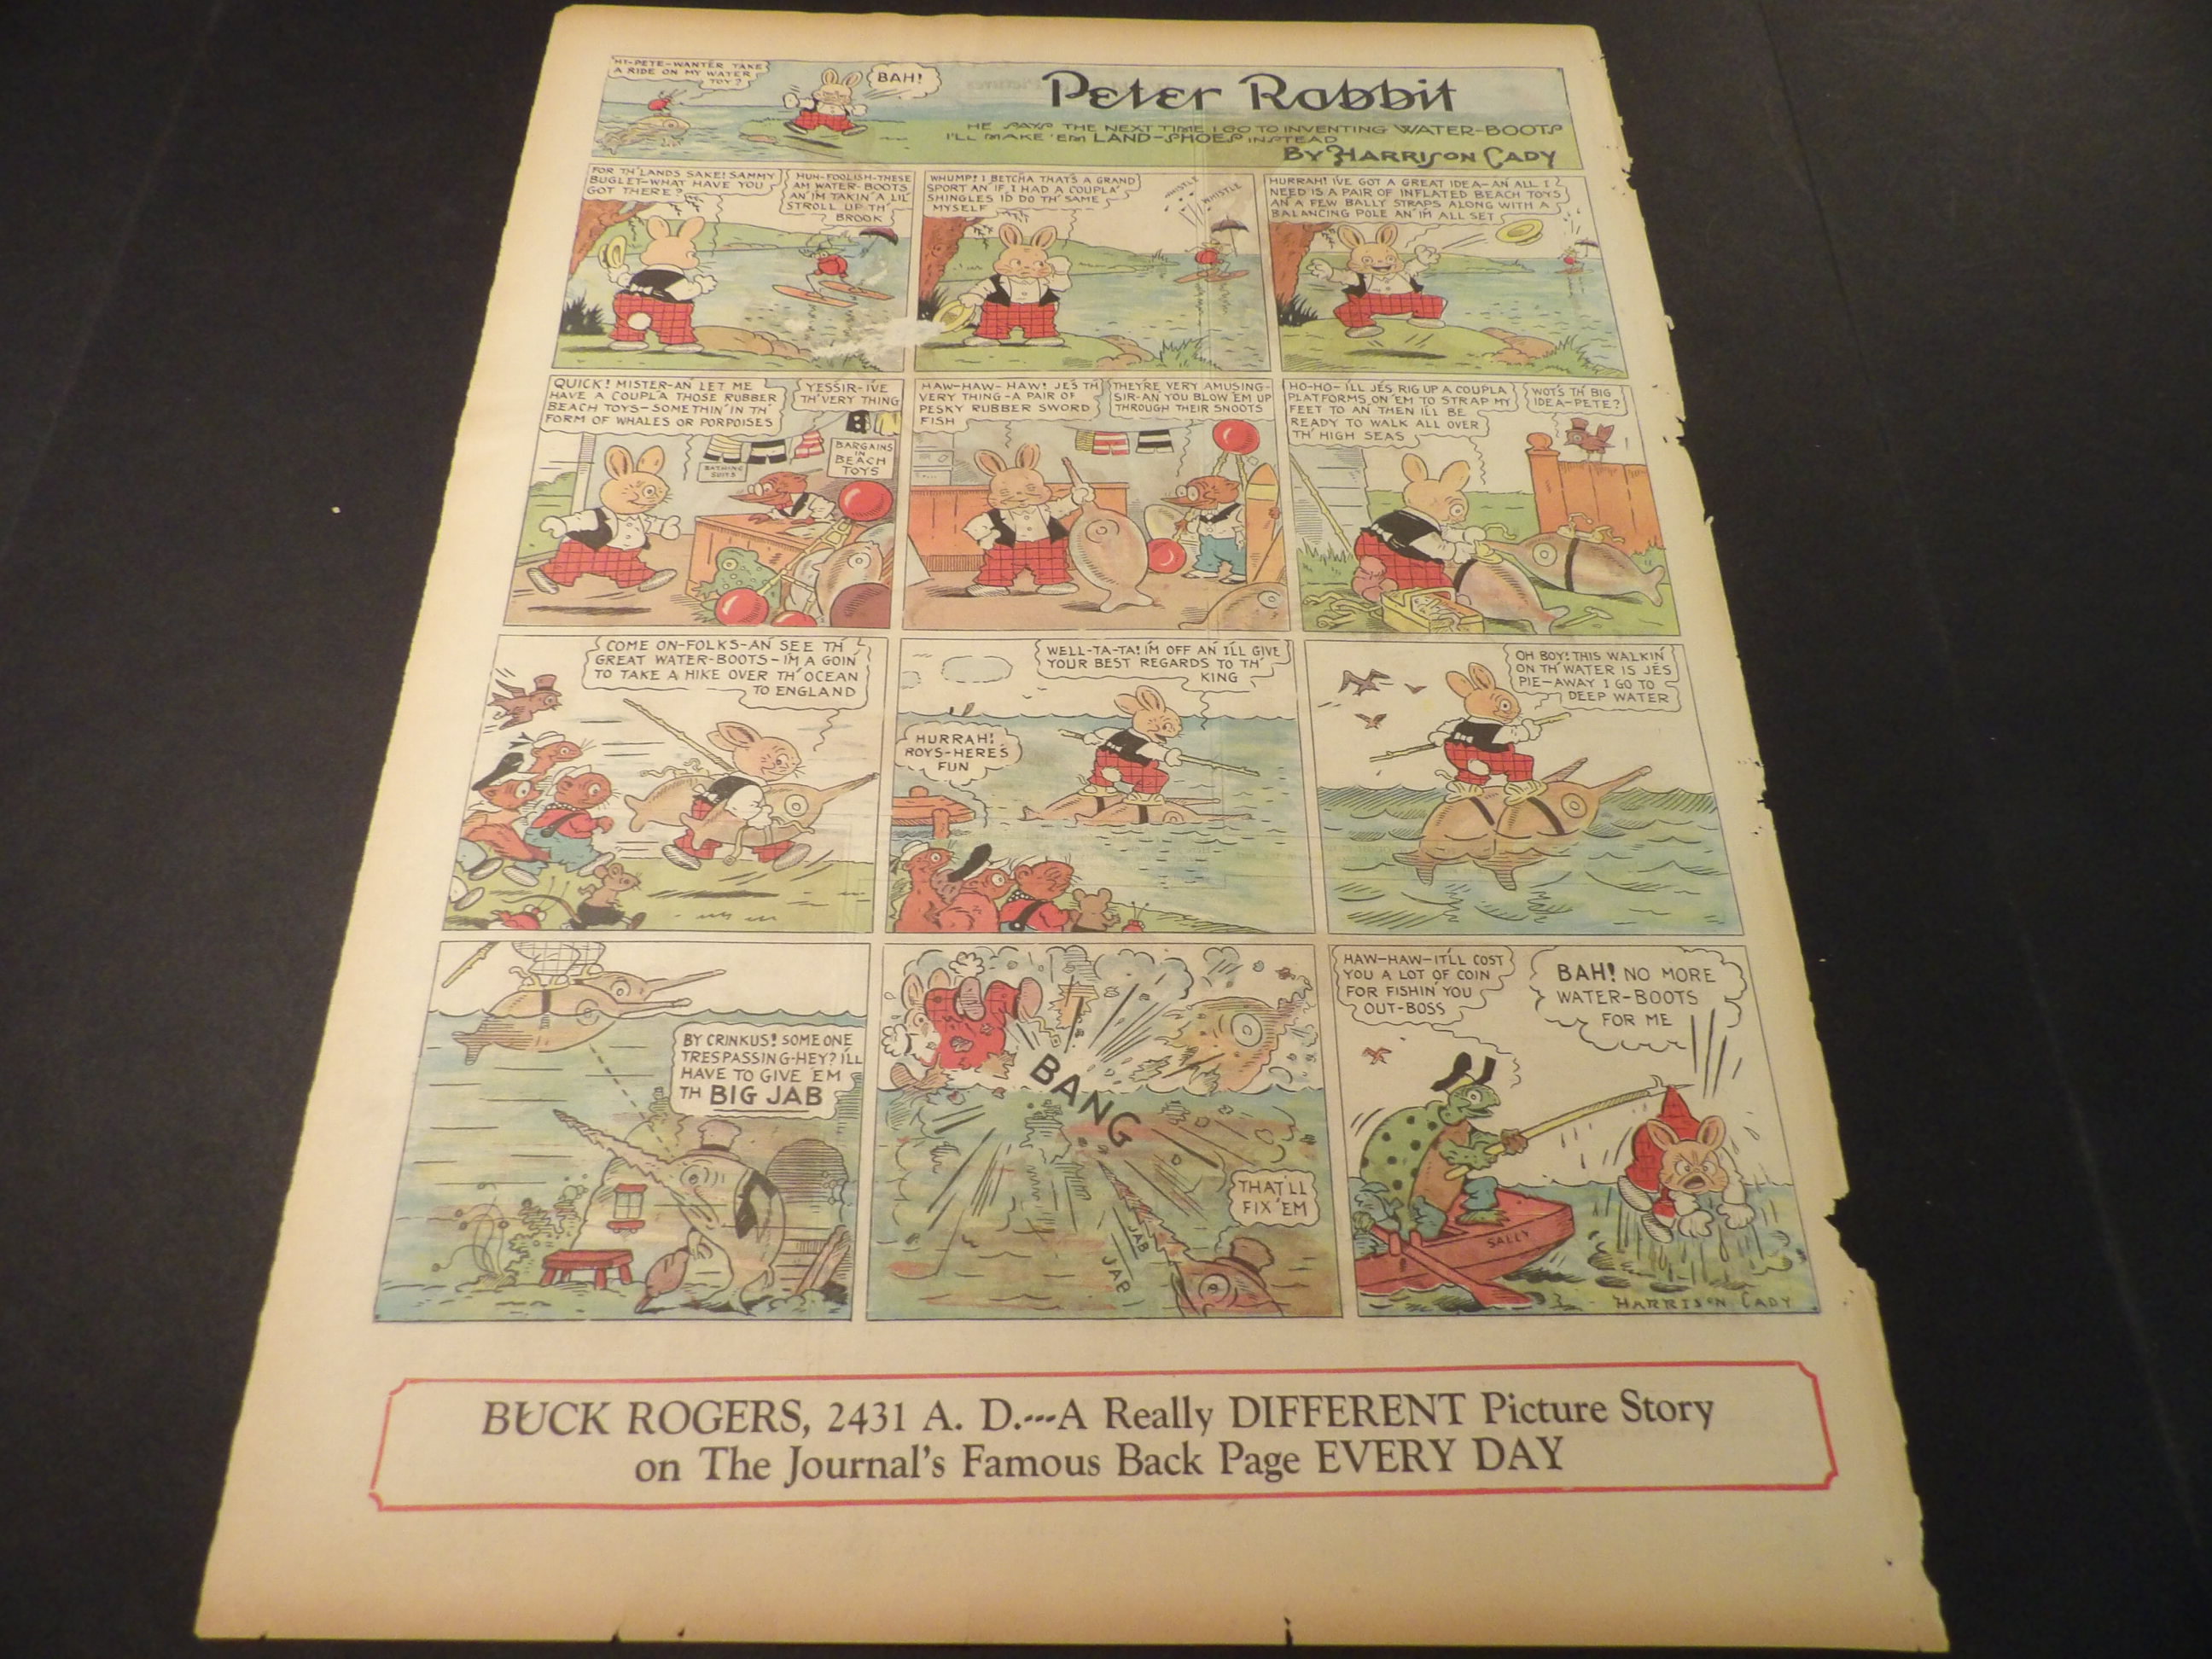 HI-PETE-WANTER TAKE
A RIDE ON MY WATER
TOY?
BAH!
Peter Rabbit
HE SAYS THE NEXT TIME I GO TO INVENTING WATER-BOOTS
I'LL MAKE 'EM LAND-SHOES INSTEAD
BY HARRISON CADY
FOR TH' LANDS SAKE! SAMMY
BUGLET-WHAT HAVE YOU
GOT THERE?
HUH-FOOLISH-THESE
AM WATER-BOOTS
AN' I'M TAKIN' A LIL'
STROLL UP TH'
BROOK
WHUMP! I BETCHA THAT'S A GRAND
SPORT AN' IF I HAD A COUPLA
SHINGLES I'D DO TH' SAME
MYSELF
WHISTLE
WHISTLE
HURRAH! I'VE GOT A GREAT IDEA-AN' ALL I
NEED IS A PAIR OF INFLATED BEACH TOYS
AN' A FEW BALLY STRAPS ALONG WITH A
BALANCING POLE AN' I'M ALL SET
QUICK! MISTER-AN' LET ME
HAVE A COUPLA THOSE RUBBER
BEACH TOYS-SOMETHIN' IN TH'
FORM OF WHALES OR PORPOISES
YESSIR-I'VE
TH' VERY THING
BATHING
SUITS
BARGAINS
IN
BEACH
TOYS
HAW-HAW-HAW! JES TH'
VERY THING-A PAIR OF
PESKY RUBBER SWORD
FISH
THEYRE VERY AMUSING-
SIR-AN YOU BLOW 'EM UP
THROUGH THEIR SNOOTS
HO-HO-I'LL JES RIG UP A COUPLA
PLATFORMS ON 'EM TO STRAP MY
FEET TO AN' THEN I'LL BE
READY TO WALK ALL OVER
TH' HIGH SEAS
WOT'S TH' BIG
IDEA-PETE?
COME ON-FOLKS-AN' SEE TH'
GREAT WATER-BOOTS-I'M A GOIN'
TO TAKE A HIKE OVER TH' OCEAN
TO ENGLAND
WELL-TA-TA! I'M OFF AN' I'LL GIVE
YOUR BEST REGARDS TO TH'
KING
HURRAH!
BOYS-HERE'S
FUN
OH BOY! THIS WALKIN'
ON TH' WATER IS JES
PIE-AWAY I GO TO
DEEP WATER
BY CRINKUS! SOME ONE
TRESPASSING-HEY? I'LL
HAVE TO GIVE 'EM
TH BIG JAB
BANG
JAB
JAB
THAT'LL
FIX 'EM
HAW-HAW-IT'LL COST
YOU A LOT OF COIN
FOR FISHIN' YOU
OUT-BOSS
BAH! NO MORE
WATER-BOOTS
FOR ME
SALLY
HARRISON CADY
BUCK ROGERS, 2431 A. D.---A Really DIFFERENT Picture Story
on The Journal's Famous Back Page EVERY DAY